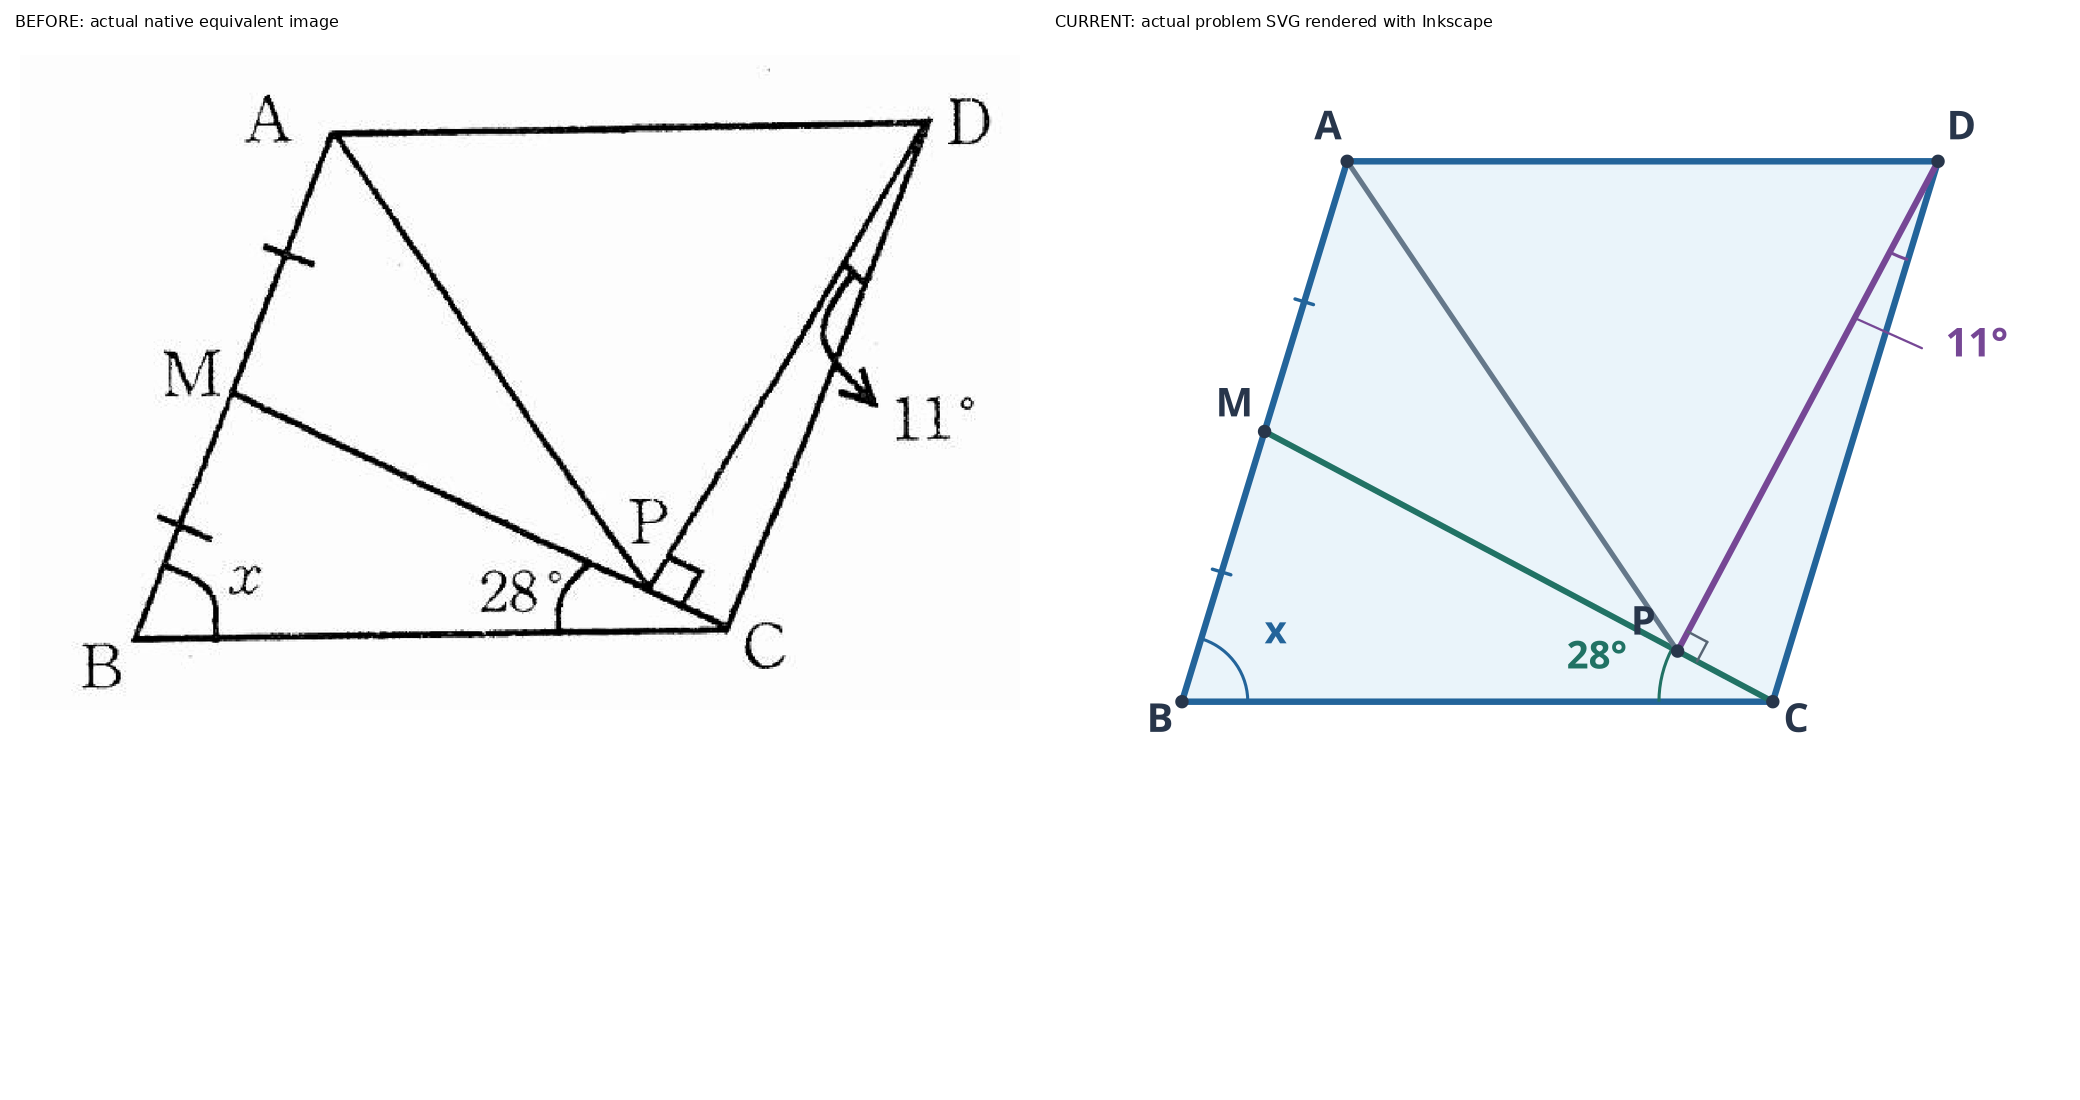 BEFORE: actual native equivalent image
CURRENT: actual problem SVG rendered with Inkscape
A
D
M
P
11°
x
28°
B
C
A
D
M
11°
P
x
28°
B
C